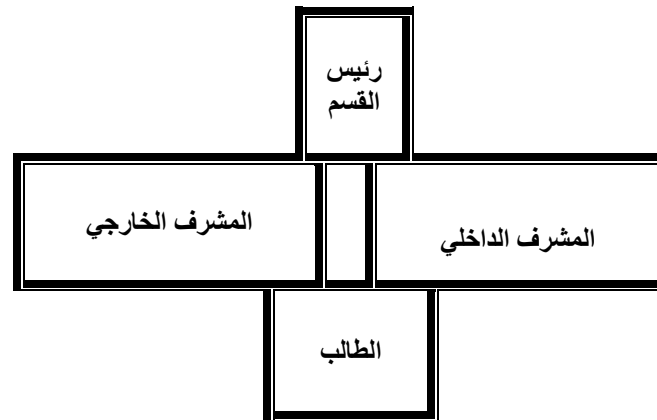 رئيس
القسم
المشرف الداخلي
المشرف الخارجي
الطالب